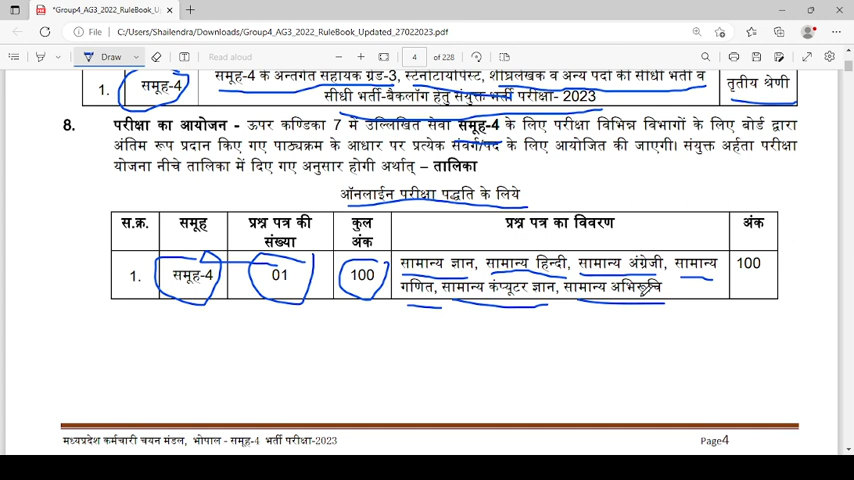 *Group4_AG3_2022_RuleBook_U
File C:/Users/Shailendra/Downloads/Group4_AG3_2022_RuleBook_Updated_27022023.pdf
Draw Read aloud 4 of 228
1. समूह-4 समूह-4 के अन्तर्गत सहायक ग्रेड-3, स्टेनोटायपिस्ट, शीघ्रलेखक व अन्य पदों की सीधी भर्ती व तृतीय श्रेणी
सीधी भर्ती-बैकलॉग हेतु संयुक्त भर्ती परीक्षा- 2023
8. परीक्षा का आयोजन - ऊपर कण्डिका 7 में उल्लिखित सेवा समूह-4 के लिए परीक्षा विभिन्न विभागों के लिए बोर्ड द्वारा
अंतिम रूप प्रदान किए गए पाठ्यक्रम के आधार पर प्रत्येक संवर्ग/पद के लिए आयोजित की जाएगी। संयुक्त अर्हता परीक्षा
योजना नीचे तालिका में दिए गए अनुसार होगी अर्थात् – तालिका
ऑनलाईन परीक्षा पद्धति के लिये
स.क्र. समूह प्रश्न पत्र की कुल प्रश्न पत्र का विवरण अंक
संख्या अंक
1. समूह-4 01 100 सामान्य ज्ञान, सामान्य हिन्दी, सामान्य अंग्रेजी, सामान्य 100
गणित, सामान्य कंप्यूटर ज्ञान, सामान्य अभिरूचि
मध्यप्रदेश कर्मचारी चयन मंडल, भोपाल - समूह-4 भर्ती परीक्षा-2023 Page4